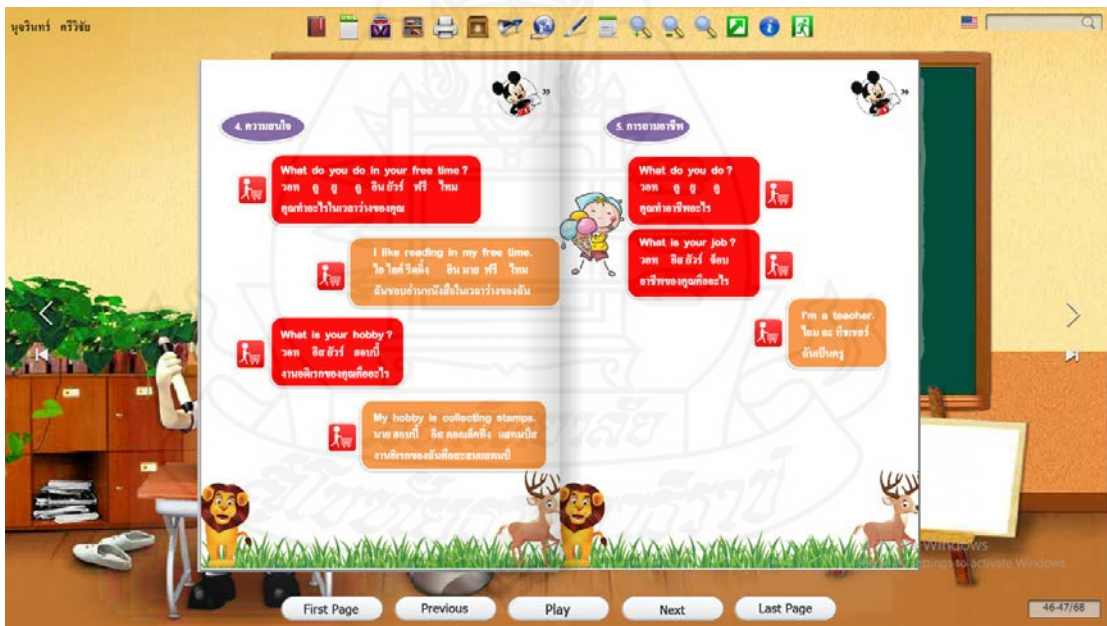 นุจรินทร์ ศรีวิชัย
4. ความสนใจ
What do you do in your free time?
วอท ดู ยู ดู อิน ยัวร์ ฟรี ไทม
คุณทำอะไรในเวลาว่างของคุณ
I like reading in my free time.
ไอ ไลค์ รีดดิ้ง อิน มาย ฟรี ไทม
ฉันชอบอ่านหนังสือในเวลาว่างของฉัน
What is your hobby?
วอท อิส ยัวร์ ฮอบบี้
งานอดิเรกของคุณคืออะไร
My hobby is collecting stamps.
มาย ฮอบบี้ อิส คอลเล็คทิ่ง แสทมป์ส
งานดิเรกของฉันคือสะสมแสตมป์
5. การถามอาชีพ
What do you do?
วอท ดู ยู ดู
คุณทำอาชีพอะไร
What is your job?
วอท อิส ยัวร์ จ็อบ
อาชีพของคุณคืออะไร
I'm a teacher.
ไอม อะ ทีชเชอร์
ฉันเป็นครู
First Page
Previous
Play
Next
Last Page
46-47/68